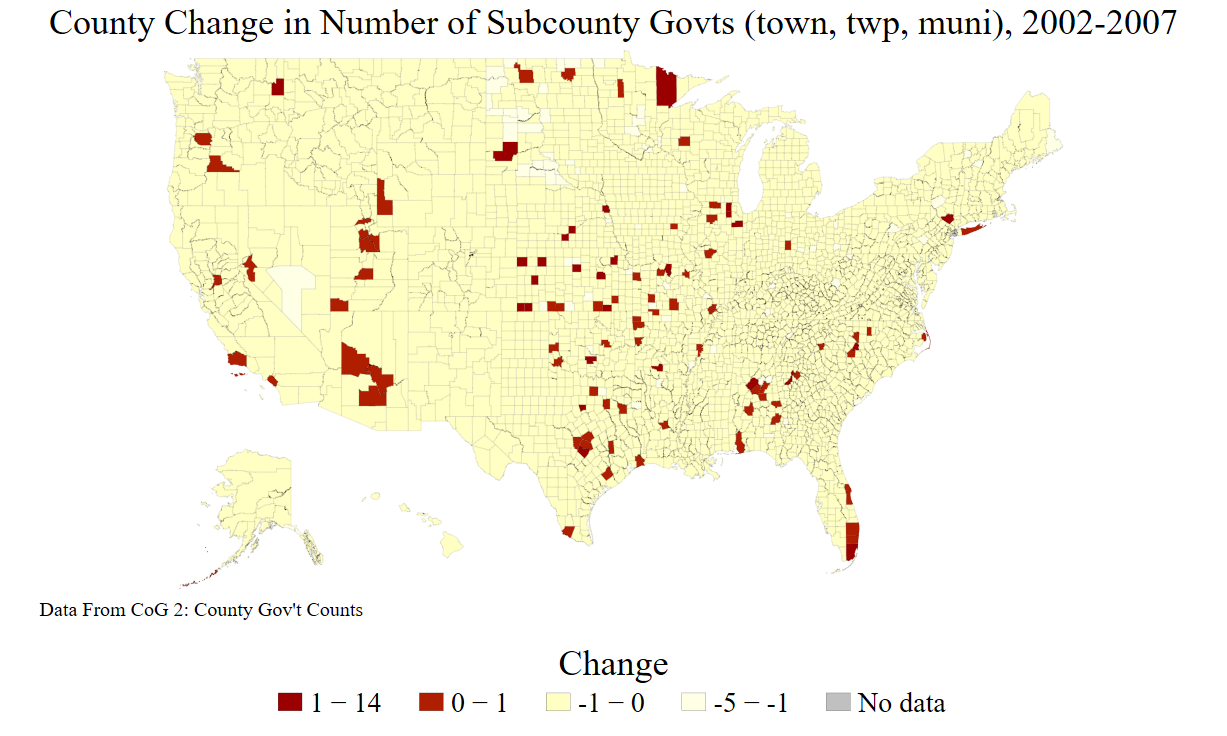 County Change in Number of Subcounty Govts (town, twp, muni), 2002-2007
Data From CoG 2: County Gov't Counts
Change
1 − 14 0 − 1 -1 − 0 -5 − -1 No data